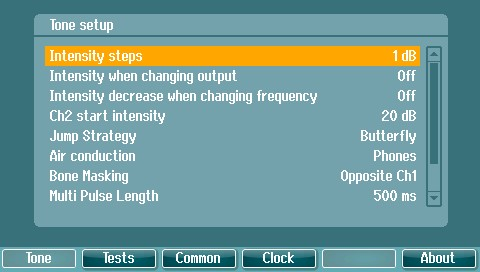 Tone setup
Intensity steps 1 dB
Intensity when changing output Off
Intensity decrease when changing frequency Off
Ch2 start intensity 20 dB
Jump Strategy Butterfly
Air conduction Phones
Bone Masking Opposite Ch1
Multi Pulse Length 500 ms
Tone Tests Common Clock About